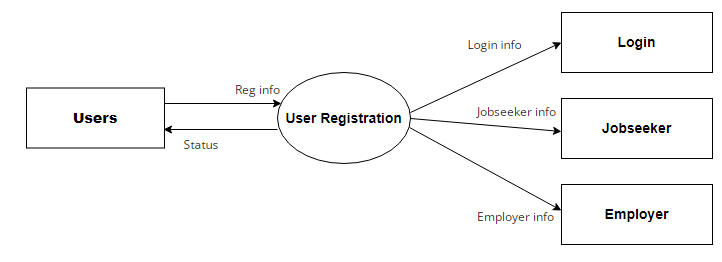 Login info
Login
Reg info
Users
User Registration
Jobseeker info
Jobseeker
Status
Employer info
Employer